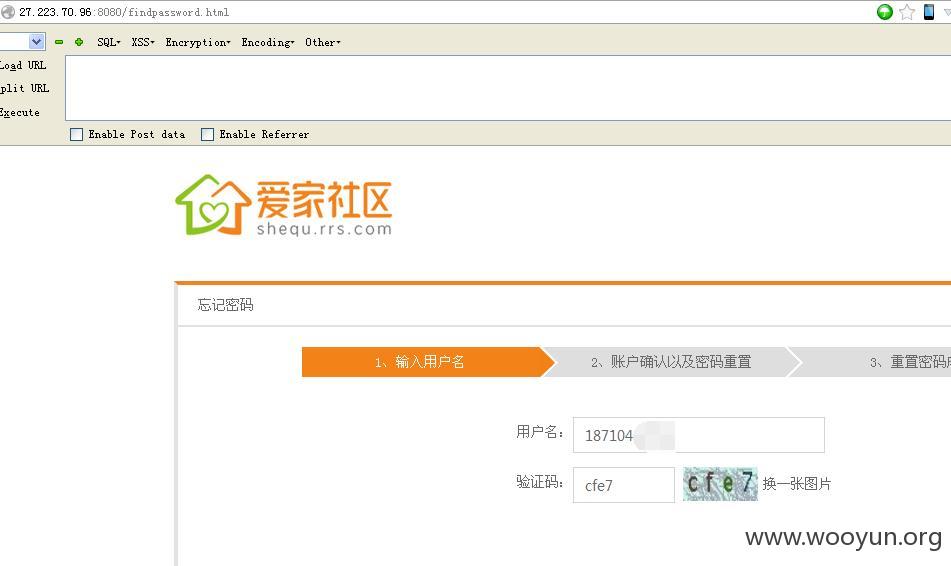 27.223.70.96:8080/findpassword.html
SQL▾ XSS▾ Encryption▾ Encoding▾ Other▾
Load URL
plit URL
Execute
Enable Post data Enable Referrer
爱家社区
shequ.rrs.com
忘记密码
1、输入用户名 2、账户确认以及密码重置 3、重置密码
用户名: 187104
验证码: cfe7 cfe7 换一张图片
www.wooyun.org